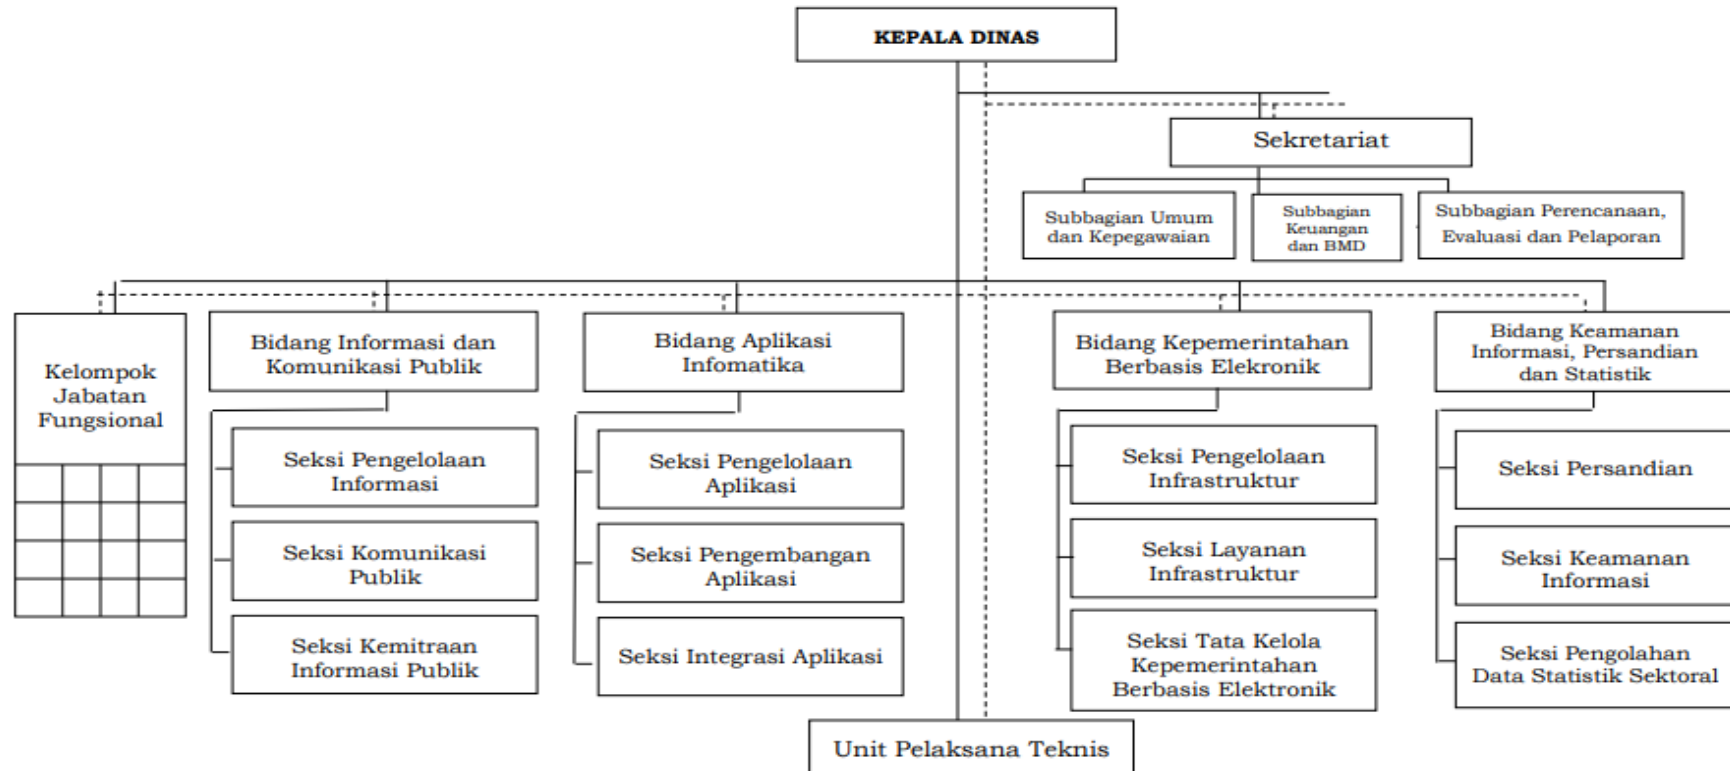 KEPALA DINAS
Sekretariat
Subbagian Umum
dan Kepegawaian
Subbagian
Keuangan
dan BMD
Subbagian Perencanaan,
Evaluasi dan Pelaporan
Kelompok
Jabatan
Fungsional
Bidang Informasi dan
Komunikasi Publik
Seksi Pengelolaan
Informasi
Seksi Komunikasi
Publik
Seksi Kemitraan
Informasi Publik
Bidang Aplikasi
Infomatika
Seksi Pengelolaan
Aplikasi
Seksi Pengembangan
Aplikasi
Seksi Integrasi Aplikasi
Bidang Kepemerintahan
Berbasis Elekronik
Seksi Pengelolaan
Infrastruktur
Seksi Layanan
Infrastruktur
Seksi Tata Kelola
Kepemerintahan
Berbasis Elektronik
Bidang Keamanan
Informasi, Persandian
dan Statistik
Seksi Persandian
Seksi Keamanan
Informasi
Seksi Pengolahan
Data Statistik Sektoral
Unit Pelaksana Teknis